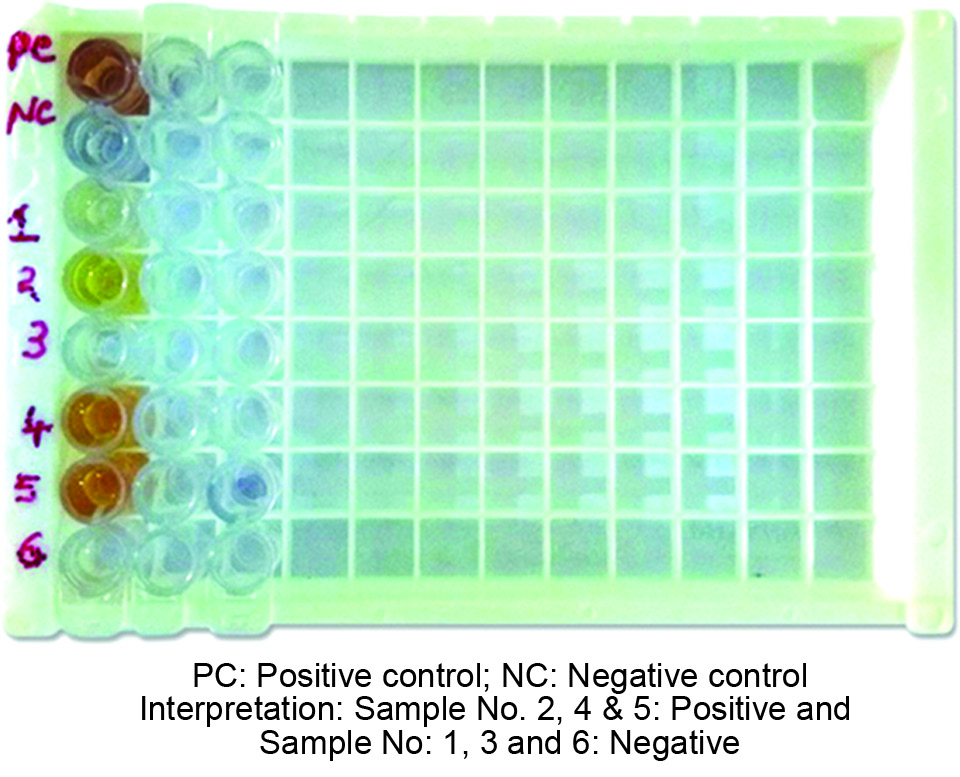 PC
NC
1
2
3
4
5
6
PC: Positive control; NC: Negative control
Interpretation: Sample No. 2, 4 & 5: Positive and
Sample No: 1, 3 and 6: Negative